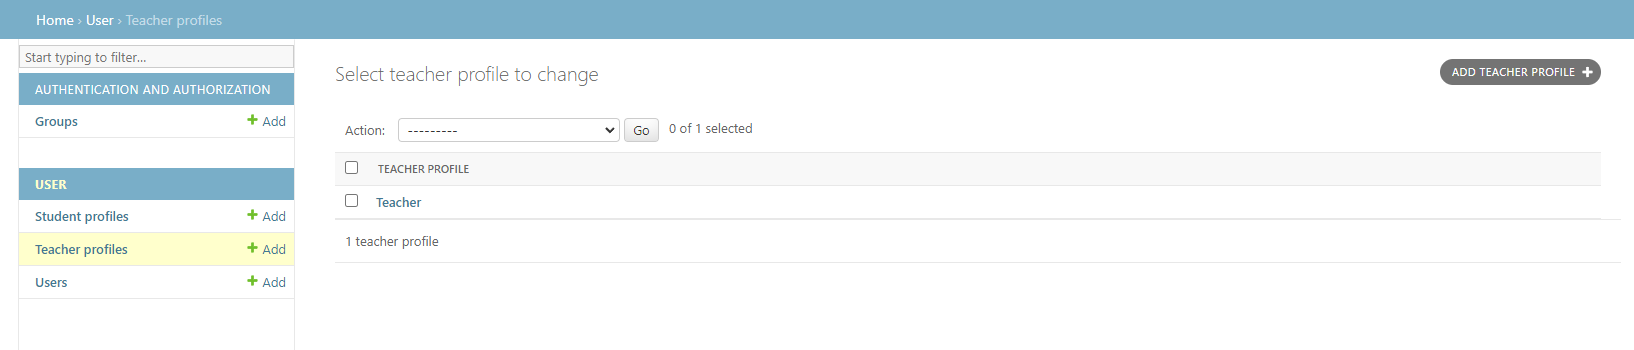 Home › User › Teacher profiles
Start typing to filter...
AUTHENTICATION AND AUTHORIZATION
Groups + Add
USER
Student profiles + Add
Teacher profiles + Add
Users + Add
Select teacher profile to change
ADD TEACHER PROFILE +
Action: --------- Go 0 of 1 selected
TEACHER PROFILE
Teacher
1 teacher profile